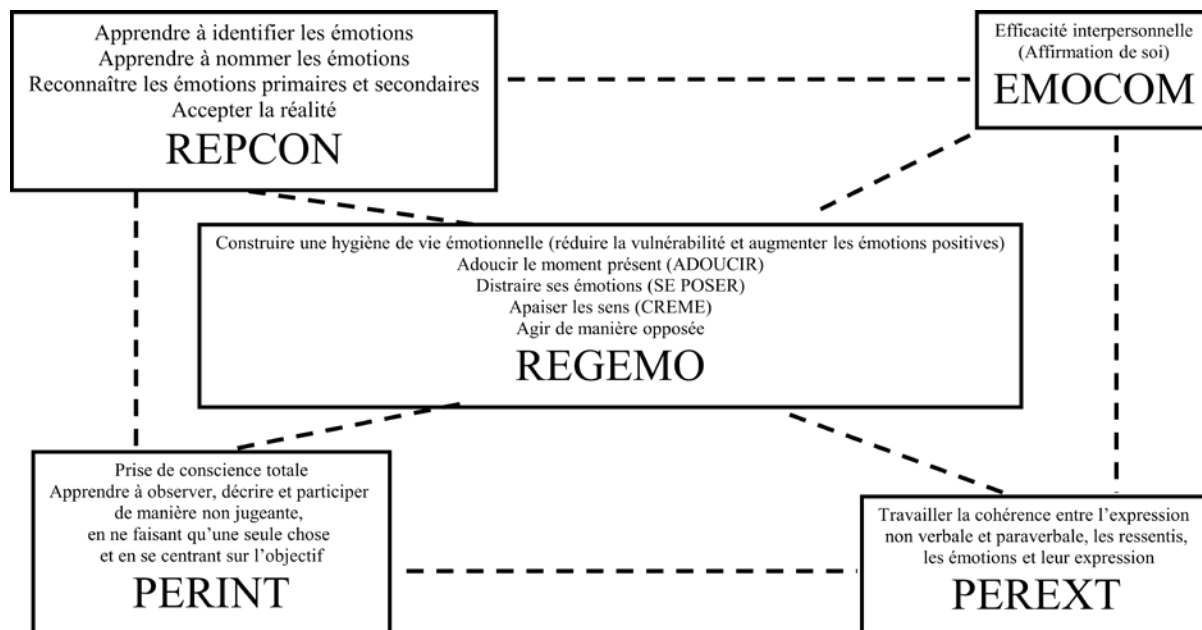 Apprendre à identifier les émotions
Apprendre à nommer les émotions
Reconnaître les émotions primaires et secondaires
Accepter la réalité
REPCON
Efficacité interpersonnelle
(Affirmation de soi)
EMOCOM
Construire une hygiène de vie émotionnelle (réduire la vulnérabilité et augmenter les émotions positives)
Adoucir le moment présent (ADOUCIR)
Distraire ses émotions (SE POSER)
Apaiser les sens (CREME)
Agir de manière opposée
REGEMO
Prise de conscience totale
Apprendre à observer, décrire et participer
de manière non jugeante,
en ne faisant qu’une seule chose
et en se centrant sur l’objectif
PERINT
Travailler la cohérence entre l’expression
non verbale et paraverbale, les ressentis,
les émotions et leur expression
PEREXT